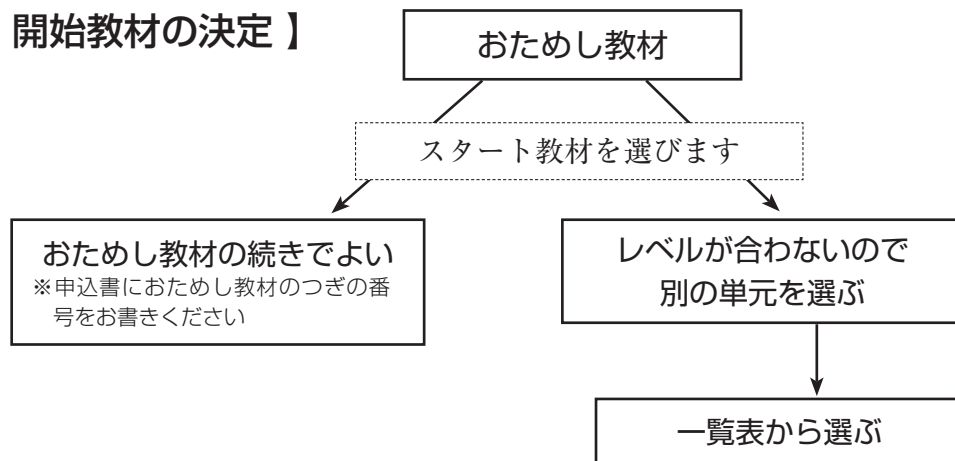 開始教材の決定 】
おためし教材
スタート教材を選びます
おためし教材の続きでよい
※申込書におためし教材のつぎの番
号をお書きください
レベルが合わないので
別の単元を選ぶ
一覧表から選ぶ